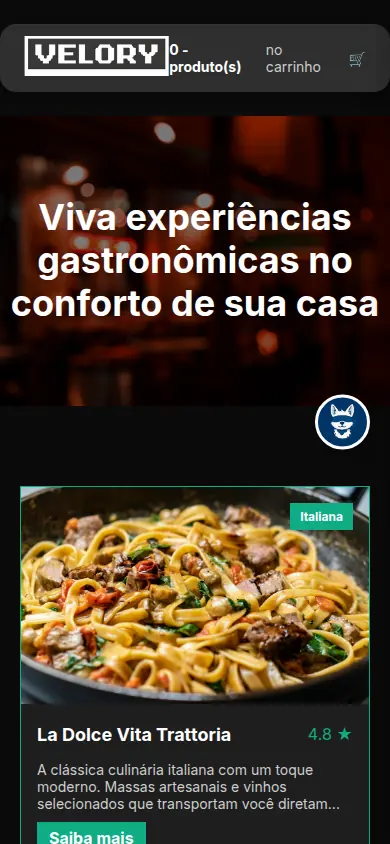 VELORY
0 -
produto(s)
no
carrinho
Viva experiências
gastronômicas no
conforto de sua casa
Italiana
La Dolce Vita Trattoria
4.8 ★
A clássica culinária italiana com um toque
moderno. Massas artesanais e vinhos
selecionados que transportam você diretam...
Saiba mais